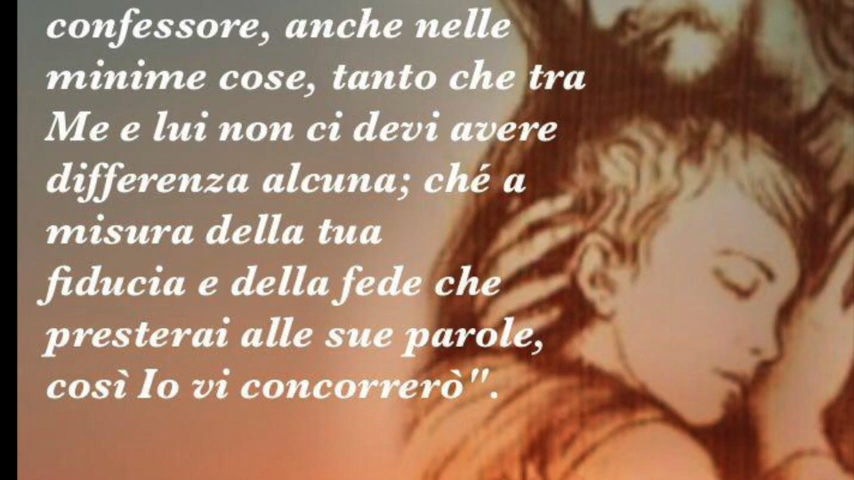 confessore, anche nelle
minime cose, tanto che tra
Me e lui non ci devi avere
differenza alcuna; ché a
misura della tua
fiducia e della fede che
presterai alle sue parole,
così Io vi concorrerò".